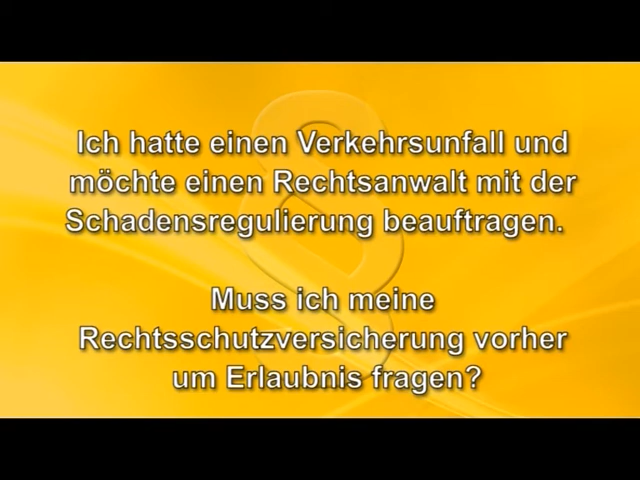 Ich hatte einen Verkehrsunfall und
möchte einen Rechtsanwalt mit der
Schadensregulierung beauftragen.
Muss ich meine
Rechtsschutzversicherung vorher
um Erlaubnis fragen?